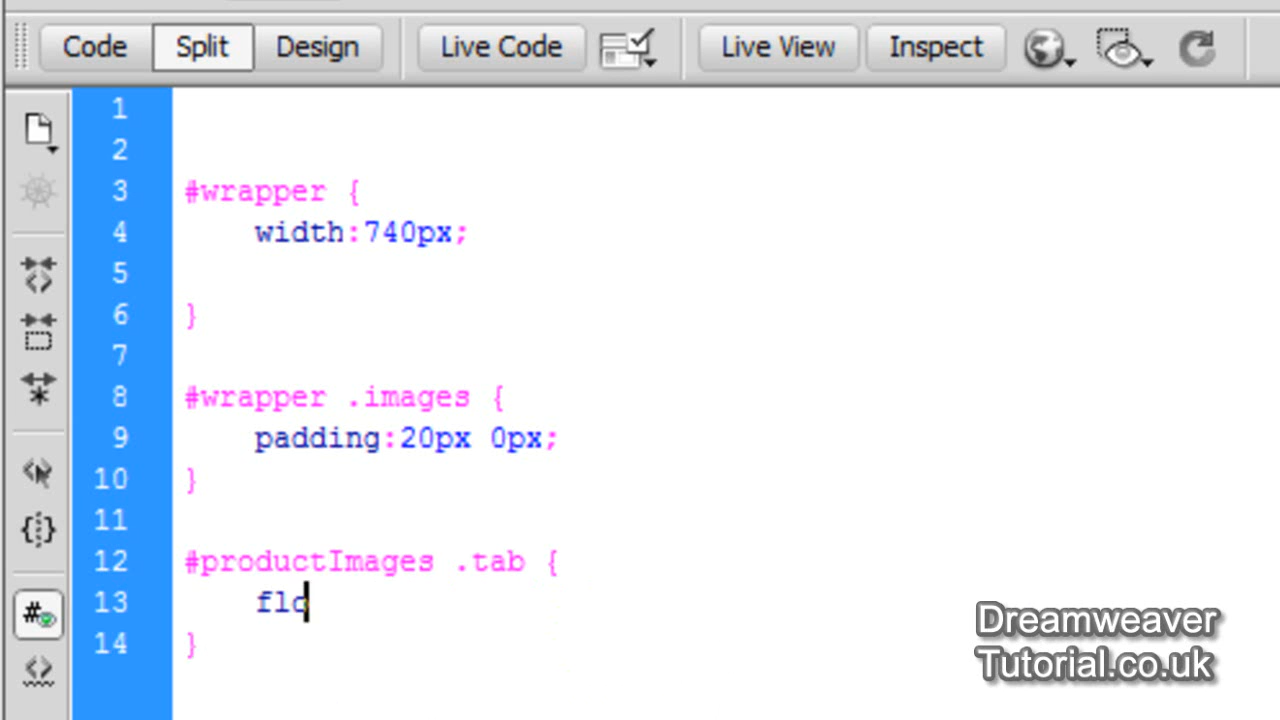 Code Split Design Live Code Live View Inspect
1
2
3 #wrapper {
4 width:740px;
5
6 }
7
8 #wrapper .images {
9 padding:20px 0px;
10 }
11
12 #productImages .tab {
13 flo
14 }
Dreamweaver
Tutorial.co.uk